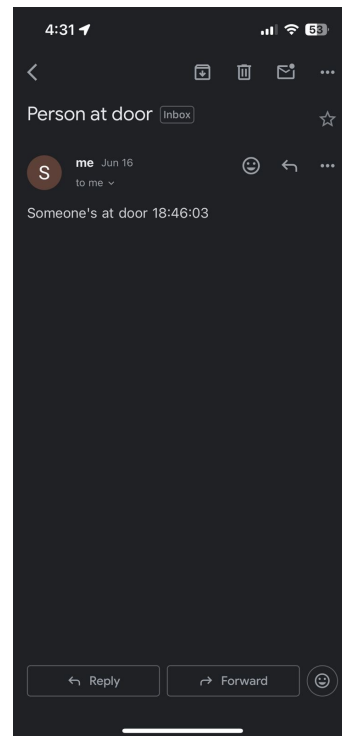 4:31
53
Person at door Inbox
S
me Jun 16
to me
Someone's at door 18:46:03
Reply
Forward